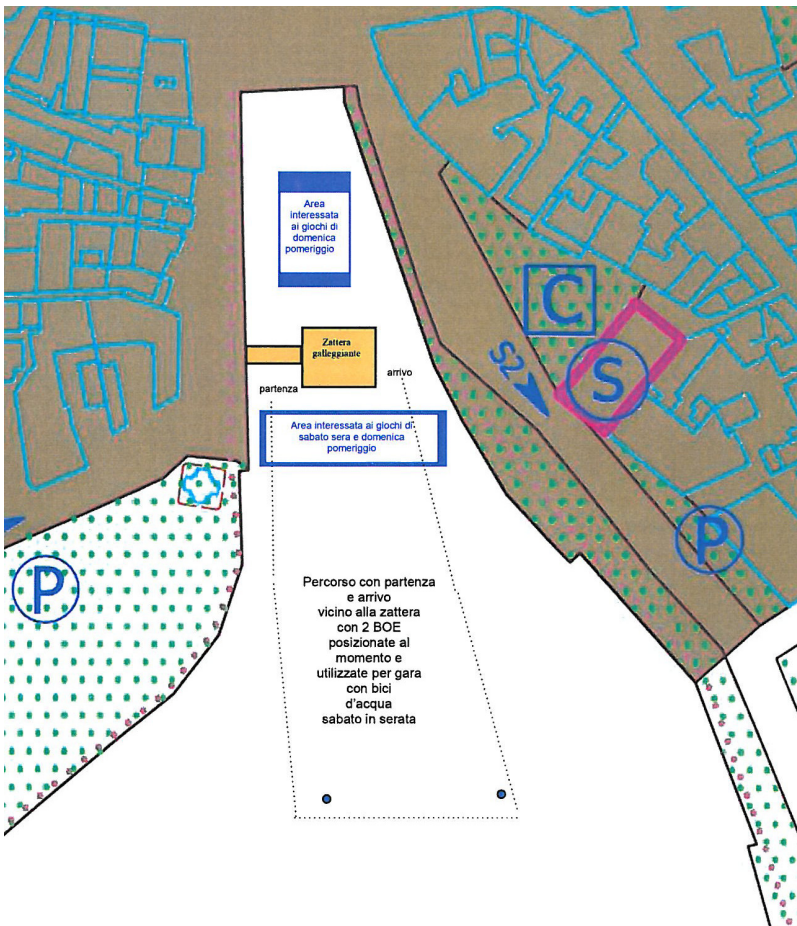 Area
interessata
ai giochi di
domenica
pomeriggio
C
Zattera
galleggiante
S2
S
arrivo
partenza
Area interessata ai giochi di
sabato sera e domenica
pomeriggio
P
P
Percorso con partenza
e arrivo
vicino alla zattera
con 2 BOE
posizionate al
momento e
utilizzate per gara
con bici
d'acqua
sabato in serata